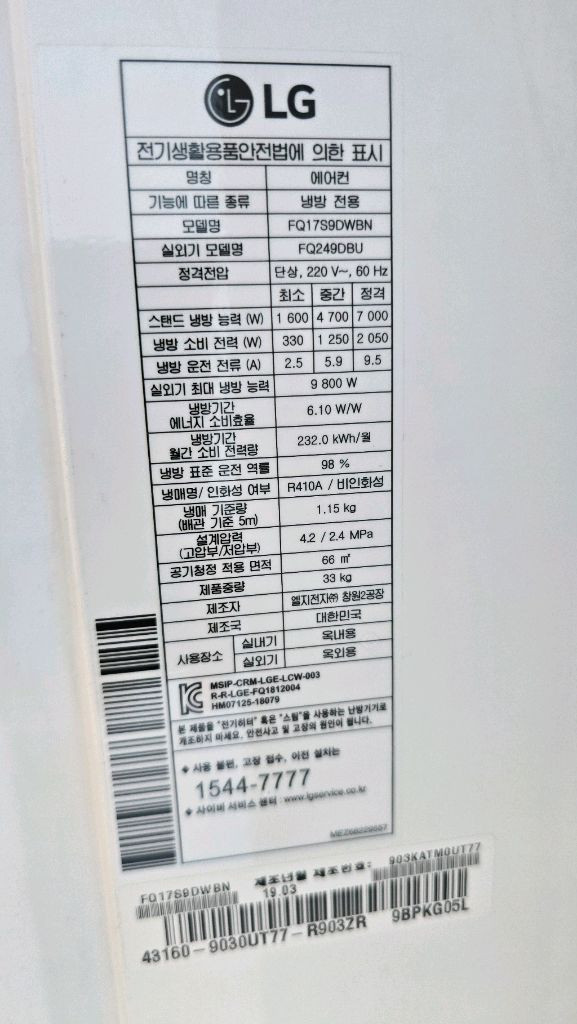 LG
전기생활용품안전법에 의한 표시
명칭 에어컨
기능에 따른 종류 냉방 전용
모델명 FQ17S9DWBN
실외기 모델명 FQ249DBU
정격전압 단상, 220 V~, 60 Hz
최소 중간 정격
스탠드 냉방 능력 (W) 1 600 4 700 7 000
냉방 소비 전력 (W) 330 1 250 2 050
냉방 운전 전류 (A) 2.5 5.9 9.5
실외기 최대 냉방 능력 9 800 W
냉방기간
에너지 소비효율 6.10 W/W
냉방기간
월간 소비 전력량 232.0 kWh/월
냉방 표준 운전 역률 98 %
냉매명/ 인화성 여부 R410A / 비인화성
냉매 기준량
(배관 기준 5m) 1.15 kg
설계압력
(고압부/저압부) 4.2 / 2.4 MPa
공기청정 적용 면적 66 ㎡
제품중량 33 kg
제조자 엘지전자㈜ 창원2공장
제조국 대한민국
사용장소 실내기 옥내용
실외기 옥외용
MSIP-CRM-LGE-LCW-003
R-R-LGE-FQ1812004
HM07125-18079
본 제품을 "전기히터" 혹은 "스팀"을 사용하는 난방기기로
개조하지 마세요. 안전사고 및 고장의 원인이 됩니다.
◆ 사용 불편, 고장 접수, 이전 설치는
1544-7777
◆ 사이버 서비스 센터 : www.lgservice.co.kr
FQ17S9DWBN 제조년월 제조번호: 903KATM0UT77
19.03
43160-9030UT77-R903ZR 9BPKG05L